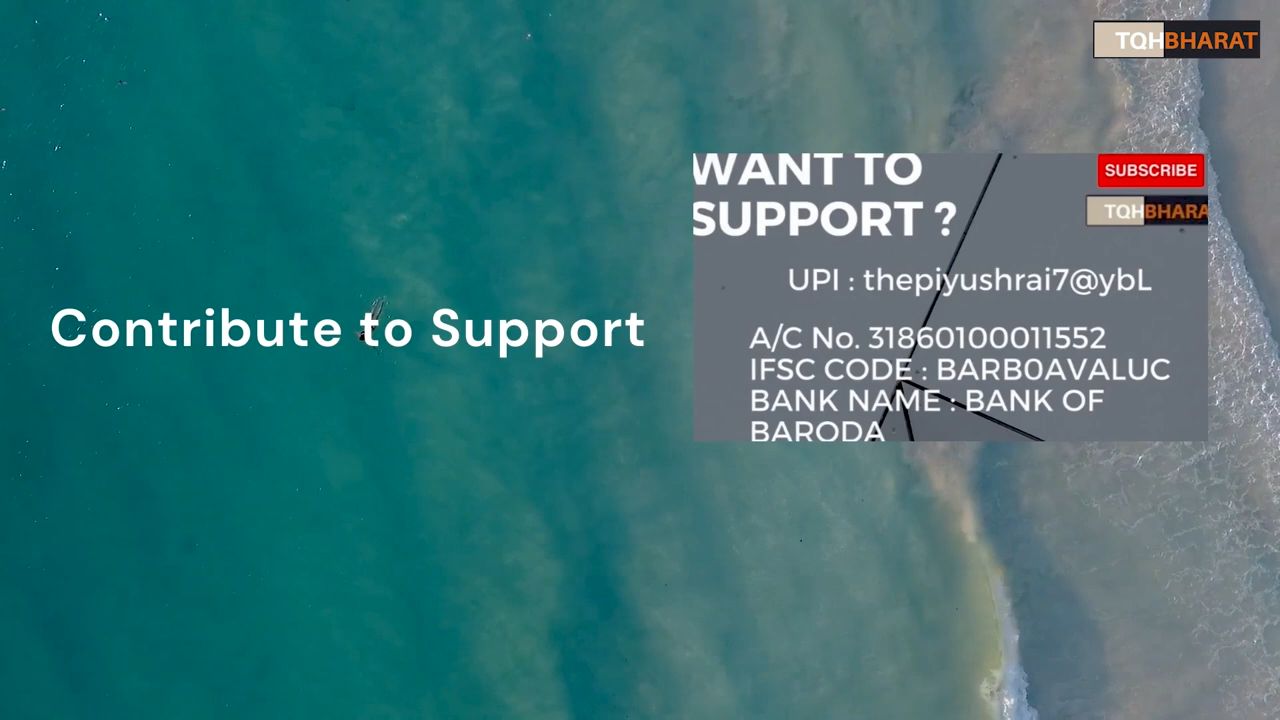 TQHBHARAT
WANT TO
SUPPORT ?
SUBSCRIBE
TQHBHARA
UPI : thepiyushrai7@ybL
Contribute to Support
A/C No. 31860100011552
IFSC CODE : BARB0AVALUC
BANK NAME : BANK OF
BARODA